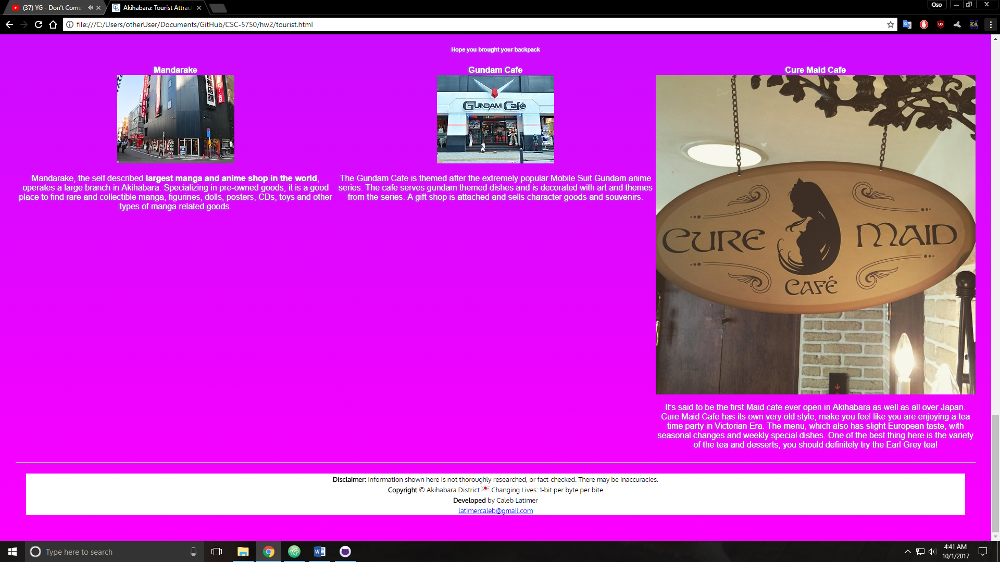 (37) YG - Don't Come
Akihabara: Tourist Attrac
Oso
file:///C:/Users/otherUser/Documents/GitHub/CSC-5750/hw2/tourist.html
Hope you brought your backpack
Mandarake
Mandarake, the self described largest manga and anime shop in the world,
operates a large branch in Akihabara. Specializing in pre-owned goods, it is a good
place to find rare and collectible manga, figurines, dolls, posters, CDs, toys and other
types of manga related goods.
Gundam Cafe
GUNDAM Café
The Gundam Cafe is themed after the extremely popular Mobile Suit Gundam anime
series. The cafe serves gundam themed dishes and is decorated with art and themes
from the series. A gift shop is attached and sells character goods and souvenirs.
Cure Maid Cafe
CURE MAID
CAFÉ
It's said to be the first Maid cafe ever open in Akihabara as well as all over Japan.
Cure Maid Cafe has its own very old style, make you feel like you are enjoying a tea
time party in Victorian Era. The menu, which also has slight European taste, with
seasonal changes and weekly special dishes. One of the best thing here is the variety
of the tea and desserts, you should definitely try the Earl Grey tea!
Disclaimer: Information shown here is not thoroughly researched, or fact-checked. There may be inaccuracies.
Copyright © Akihabara District Changing Lives: 1-bit per byte per bite
Developed by Caleb Latimer
latimercaleb@gmail.com
Type here to search
4:41 AM
10/1/2017